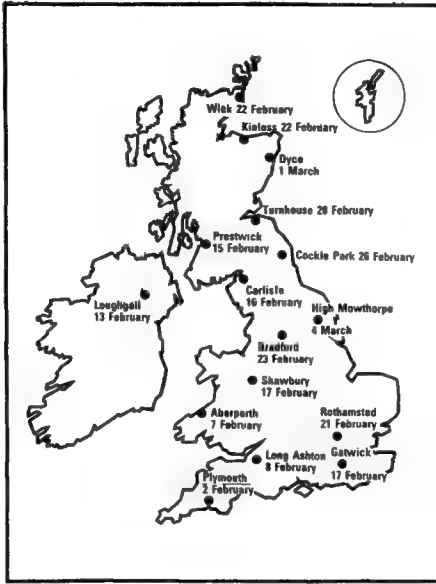 Wick 22 February
Kinloss 22 February
Dyce
1 March
Turnhouse 28 February
Prestwick
15 February
Cockle Park 26 February
Carlisle
16 February
Loughgall
13 February
High Mowthorpe
4 March
Bradford
23 February
Shawbury
17 February
Aberporth
7 February
Rothamsted
21 February
Long Ashton
8 February
Gatwick
17 February
Plymouth
2 February